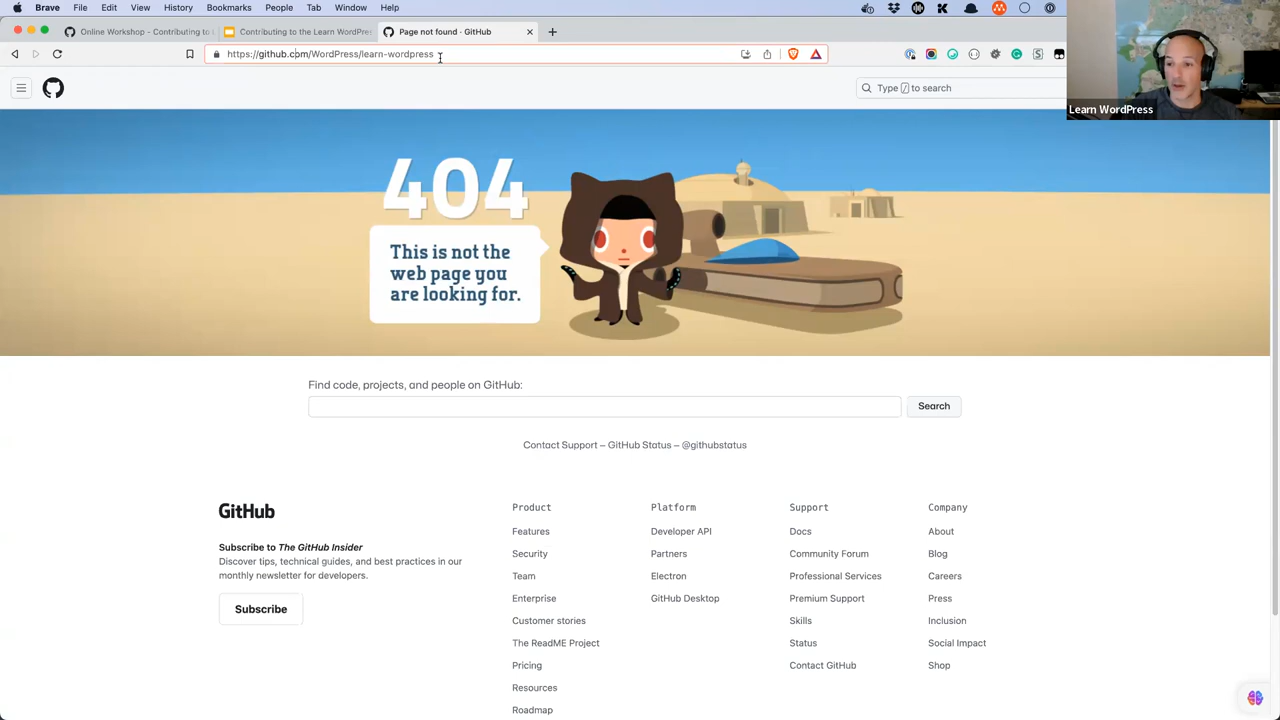 Brave File Edit View History Bookmarks People Tab Window Help
Online Workshop - Contributing to L
Contributing to the Learn WordPres
Page not found · GitHub
https://github.com/WordPress/learn-wordpress
Type / to search
Learn WordPress
404
This is not the
web page you
are looking for.
Find code, projects, and people on GitHub:
Search
Contact Support — GitHub Status — @githubstatus
GitHub
Subscribe to The GitHub Insider
Discover tips, technical guides, and best practices in our
monthly newsletter for developers.
Subscribe
Product
Features
Security
Team
Enterprise
Customer stories
The ReadME Project
Pricing
Resources
Roadmap
Platform
Developer API
Partners
Electron
GitHub Desktop
Support
Docs
Community Forum
Professional Services
Premium Support
Skills
Status
Contact GitHub
Company
About
Blog
Careers
Press
Inclusion
Social Impact
Shop